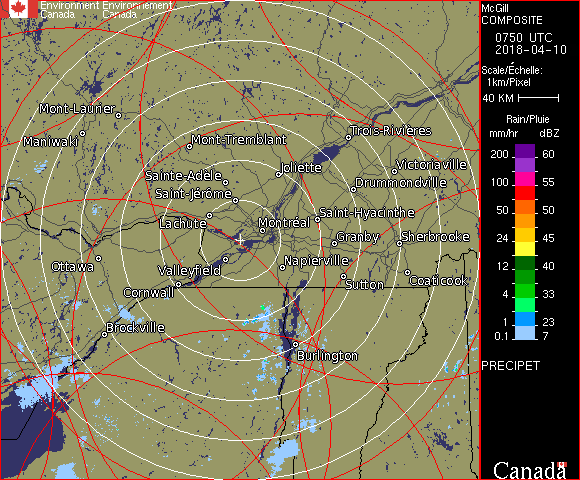 Environment Environnement
Canada Canada
McGill
COMPOSITE
0750 UTC
2018-04-10
Scale/Échelle:
1km/Pixel
40 KM
Rain/Pluie
mm/hr dBZ
200 60
100 55
50 50
24 45
12 40
4 33
1 23
0.1 7
PRECIPET
Canada
Mont-Laurier
Trois-Rivières
Maniwaki
Mont-Tremblant
Victoriaville
Joliette
Sainte-Adèle
Drummondville
Saint-Jérôme
Saint-Hyacinthe
Lachute
Montréal
Granby
Sherbrooke
Ottawa
Valleyfield
Napierville
Sutton
Coaticook
Cornwall
Brockville
Burlington